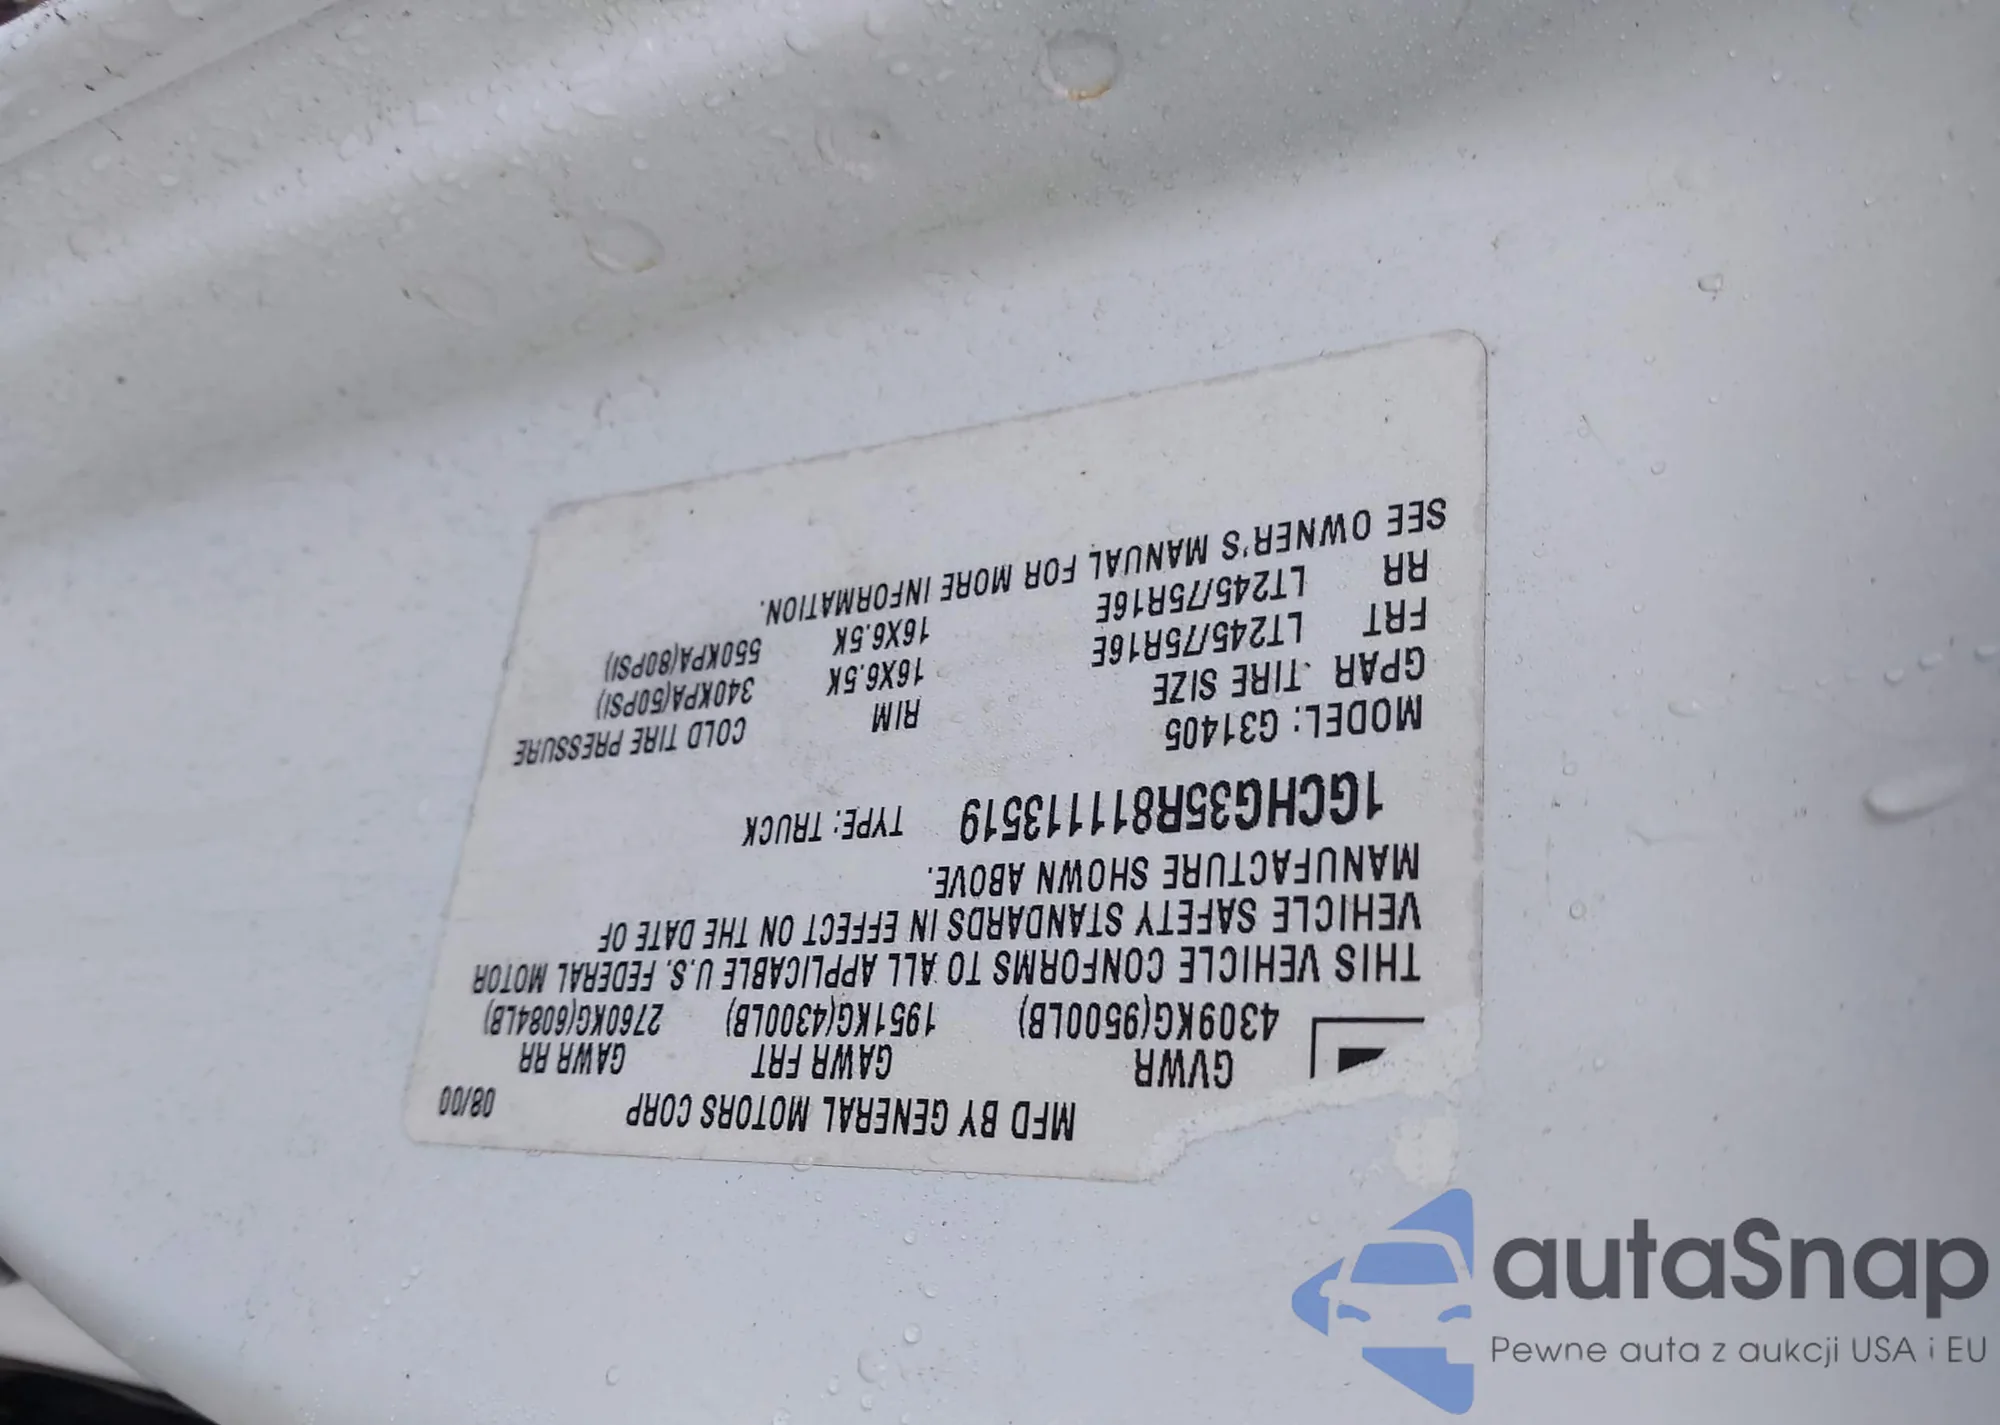 MFD BY GENERAL MOTORS CORP 08/00
GVWR GAWR FRT GAWR RR
4309KG(9500LB) 1951KG(4300LB) 2760KG(6084LB)
THIS VEHICLE CONFORMS TO ALL APPLICABLE U.S. FEDERAL MOTOR
VEHICLE SAFETY STANDARDS IN EFFECT ON THE DATE OF
MANUFACTURE SHOWN ABOVE.
1GCHG35R811113519 TYPE: TRUCK
MODEL: G31405
GPAR TIRE SIZE RIM COLD TIRE PRESSURE
FRT LT245/75R16E 16X6.5K 340KPA(50PSI)
RR LT245/75R16E 16X6.5K 550KPA(80PSI)
SEE OWNER'S MANUAL FOR MORE INFORMATION.
autaSnap
Pewne auta z aukcji USA i EU